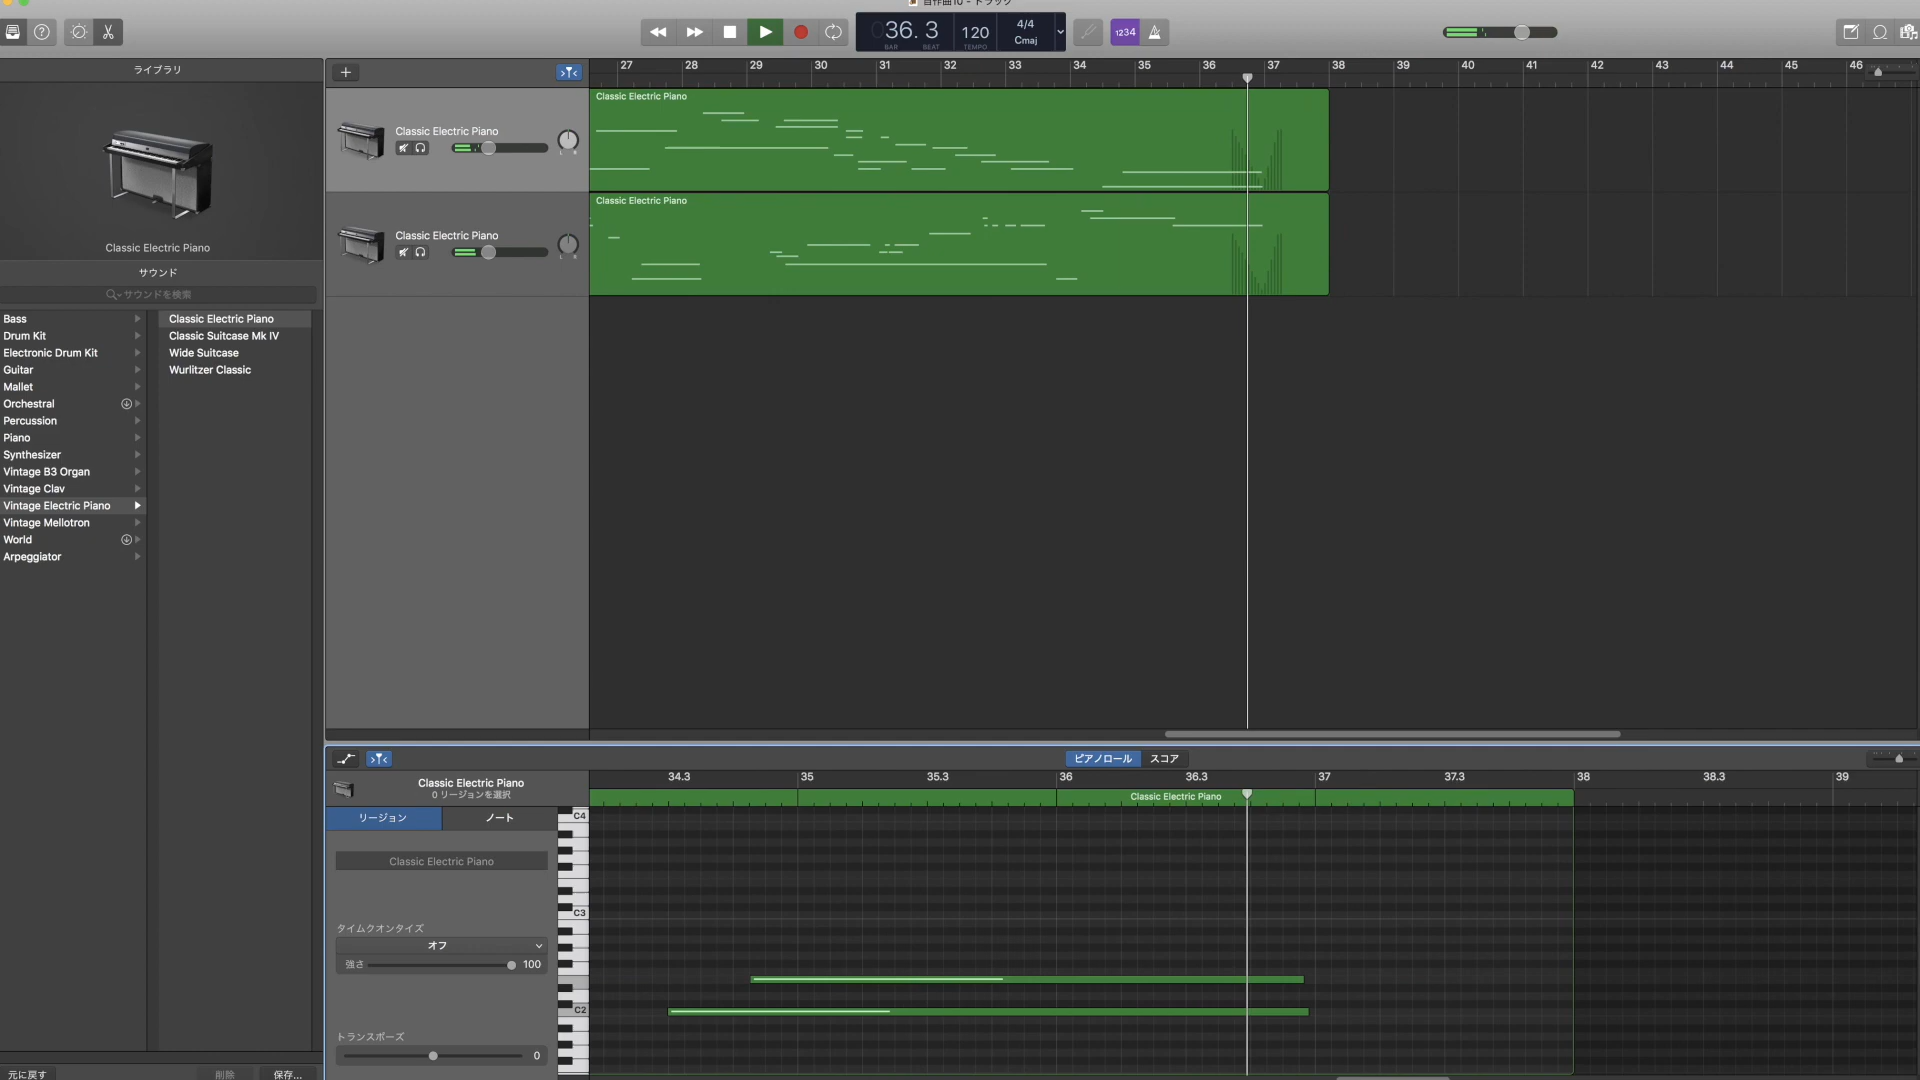 自作曲10 - トラック
36. 3
BAR
BEAT
120
TEMPO
4/4
Cmaj
1234
ライブラリ
Classic Electric Piano
サウンド
サウンドを検索
Bass
Drum Kit
Electronic Drum Kit
Guitar
Mallet
Orchestral
Percussion
Piano
Synthesizer
Vintage B3 Organ
Vintage Clav
Vintage Electric Piano
Vintage Mellotron
World
Arpeggiator
Classic Electric Piano
Classic Suitcase Mk IV
Wide Suitcase
Wurlitzer Classic
元に戻す
削除
保存...
27 28 29 30 31 32 33 34 35 36 37 38 39 40 41 42 43 44 45 46
Classic Electric Piano
L R
Classic Electric Piano
Classic Electric Piano
L R
Classic Electric Piano
ピアノロール
スコア
Classic Electric Piano
0 リージョンを選択
34.3 35 35.3 36 36.3 37 37.3 38 38.3 39
Classic Electric Piano
リージョン
ノート
Classic Electric Piano
タイムクオンタイズ
オフ
強さ
100
トランスポーズ
0
C4
C3
C2